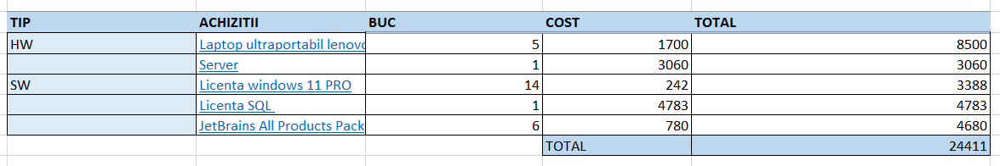 TIP ACHIZITII BUC COST TOTAL
HW Laptop ultraportabil lenovo 5 1700 8500
Server 1 3060 3060
SW Licenta windows 11 PRO 14 242 3388
Licenta SQL 1 4783 4783
JetBrains All Products Pack 6 780 4680
TOTAL 24411